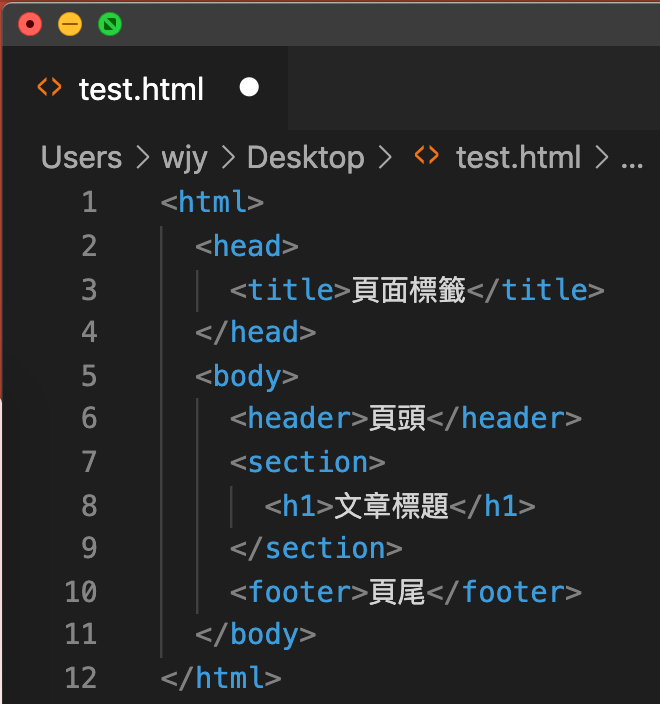 test.html
Users > wjy > Desktop > test.html > ...
1 <html>
2 <head>
3 <title>頁面標籤</title>
4 </head>
5 <body>
6 <header>頁頭</header>
7 <section>
8 <h1>文章標題</h1>
9 </section>
10 <footer>頁尾</footer>
11 </body>
12 </html>